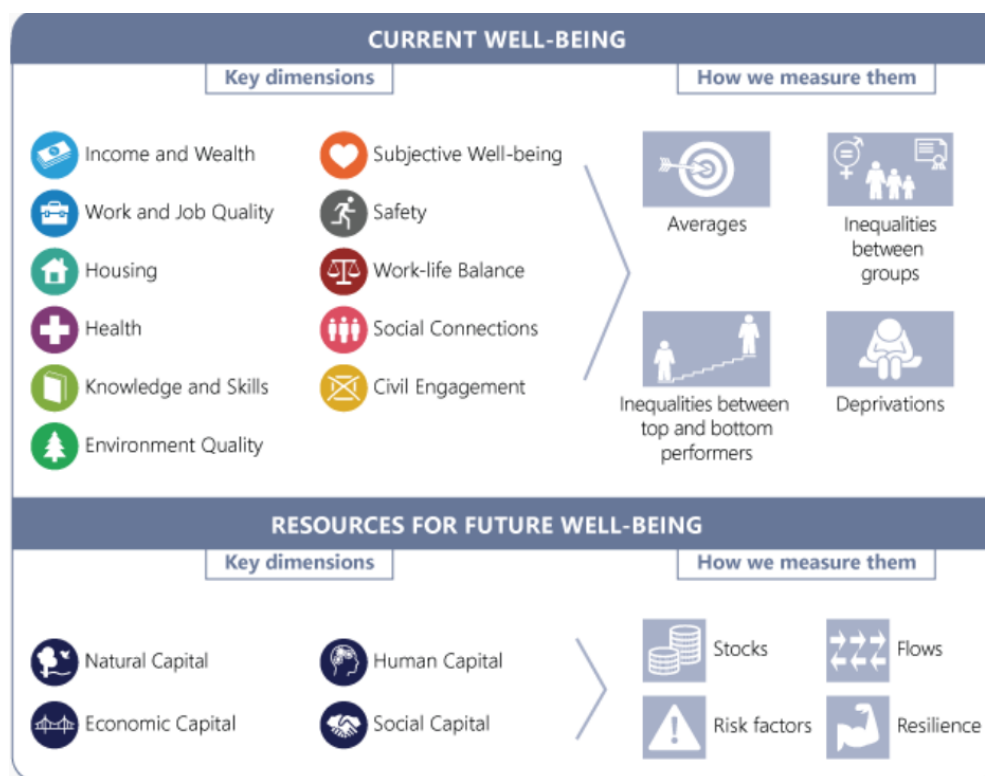 CURRENT WELL-BEING
Key dimensions
How we measure them
Income and Wealth
Subjective Well-being
Work and Job Quality
Safety
Housing
Work-life Balance
Health
Social Connections
Knowledge and Skills
Civil Engagement
Environment Quality
Averages
Inequalities
between
groups
Inequalities between
top and bottom
performers
Deprivations
RESOURCES FOR FUTURE WELL-BEING
Key dimensions
How we measure them
Natural Capital
Human Capital
Economic Capital
Social Capital
Stocks
Flows
Risk factors
Resilience